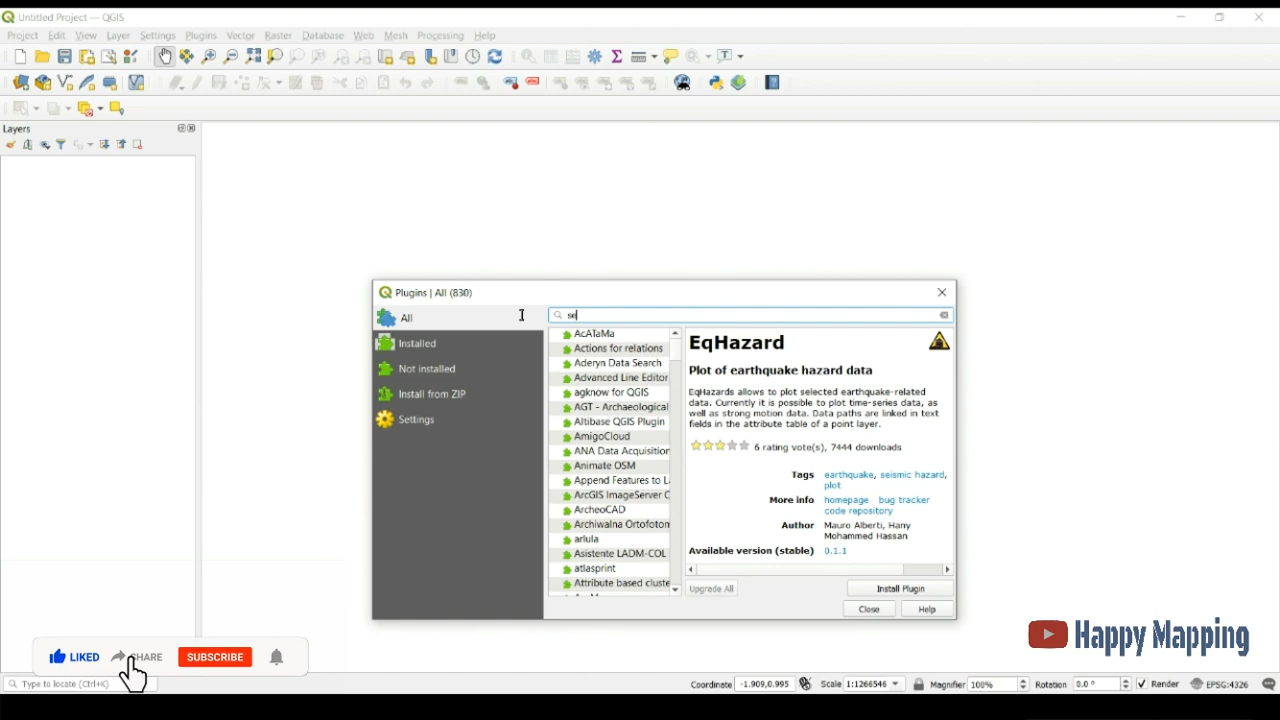 Untitled Project — QGIS
Project Edit View Layer Settings Plugins Vector Raster Database Web Mesh Processing Help
Layers
Plugins | All (830)
All
Installed
Not installed
Install from ZIP
Settings
se
AcATaMa
Actions for relations
Aderyn Data Search
Advanced Line Editor
agknow for QGIS
AGT - Archaeological
Altibase QGIS Plugin
AmigoCloud
ANA Data Acquisition
Animate OSM
Append Features to La
ArcGIS ImageServer C
ArcheoCAD
Archiwalna Ortofoton
arlula
Asistente LADM-COL
atlasprint
Attribute based cluste
EqHazard
Plot of earthquake hazard data
EqHazards allows to plot selected earthquake-related
data. Currently it is possible to plot time-series data, as
well as strong motion data. Data paths are linked in text
fields in the attribute table of a point layer.
6 rating vote(s), 7444 downloads
Tags earthquake, seismic hazard,
plot
More info homepage bug tracker
code repository
Author Mauro Alberti, Hany
Mohammed Hassan
Available version (stable) 0.1.1
Upgrade All
Install Plugin
Close
Help
LIKED SHARE SUBSCRIBE
Happy Mapping
Type to locate (Ctrl+K)
Coordinate -1.909,0.995 Scale 1:1266546 Magnifier 100% Rotation 0.0 ° Render EPSG:4326